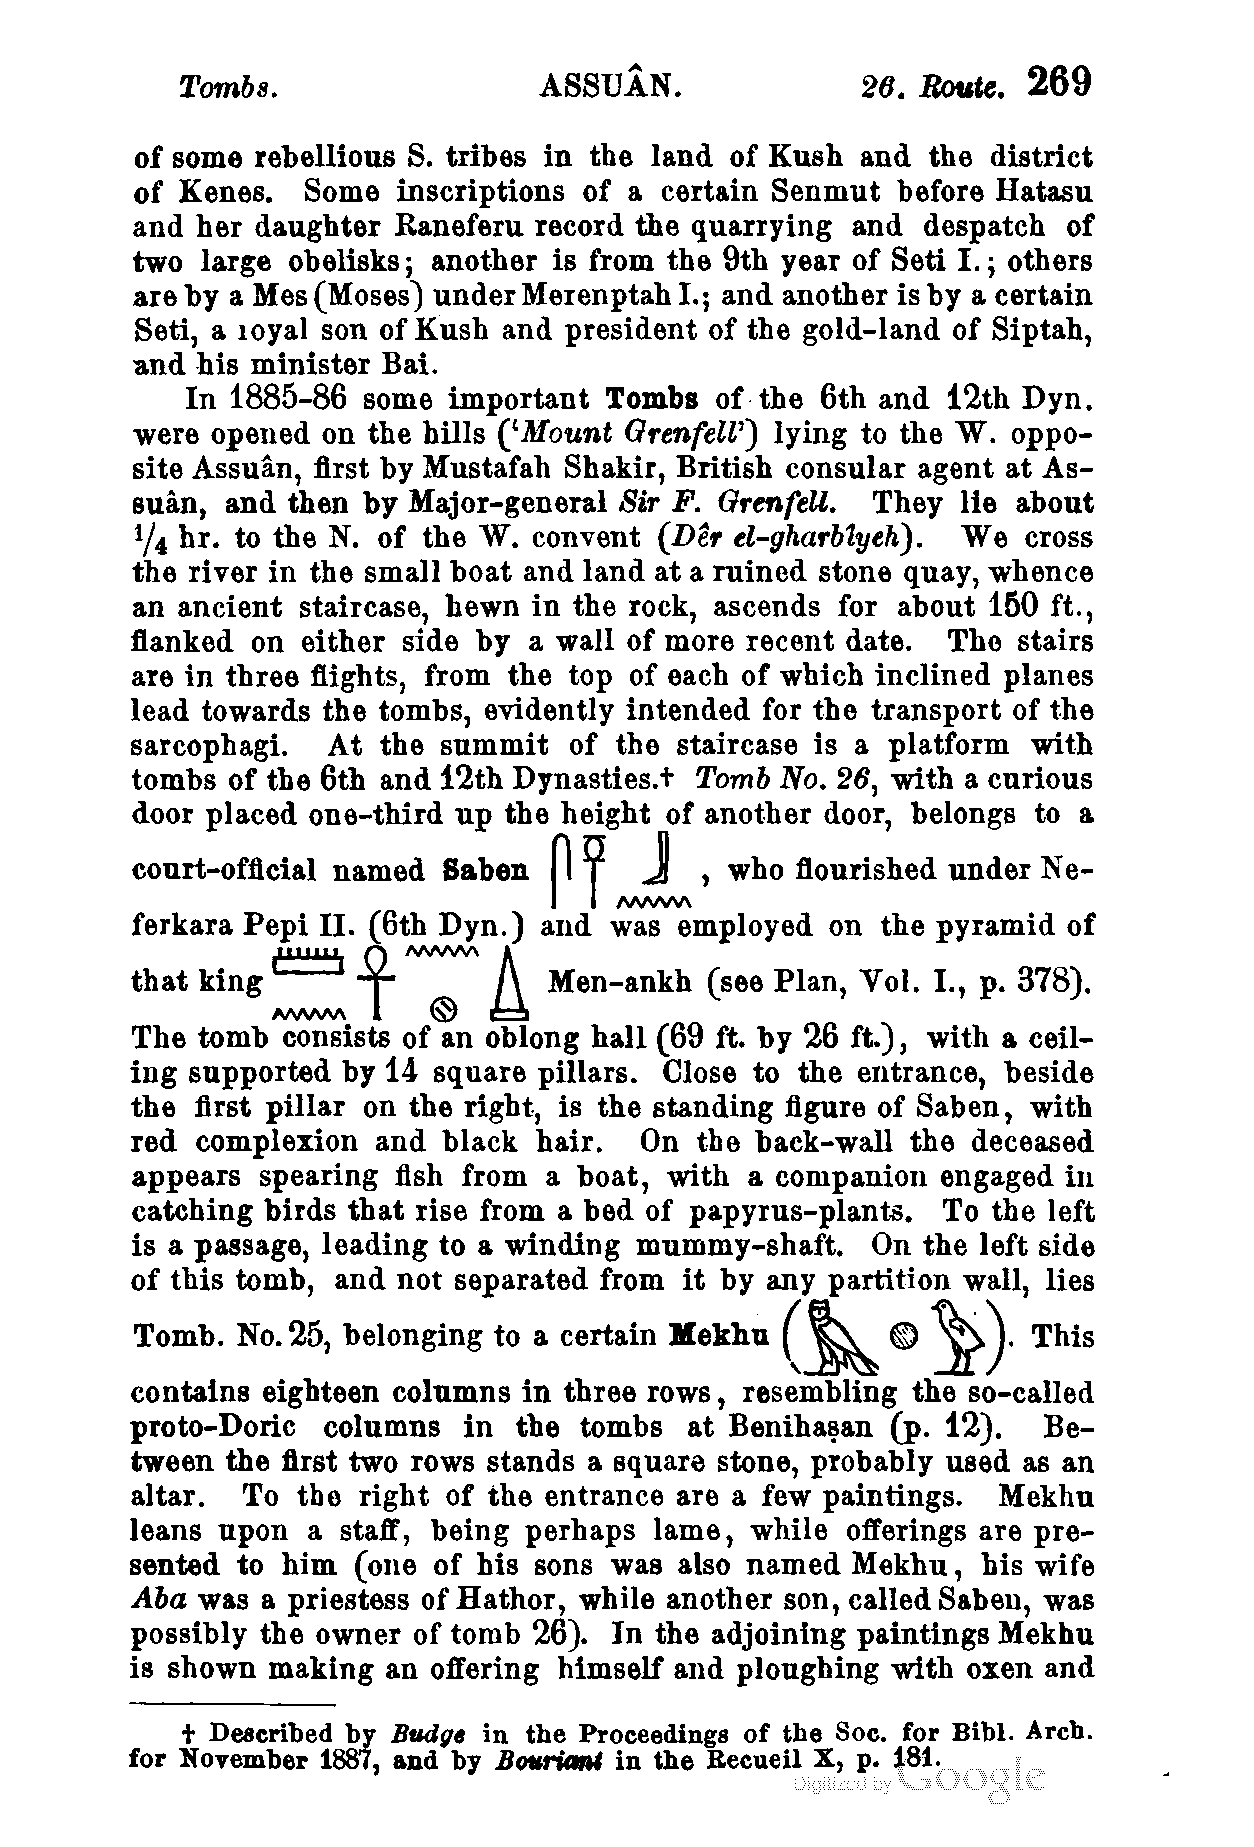 Tombs. ASSUÂN. 26. Route. 269
of some rebellious S. tribes in the land of Kush and the district
of Kenes. Some inscriptions of a certain Senmut before Hatasu
and her daughter Raneferu record the quarrying and despatch of
two large obelisks; another is from the 9th year of Seti I.; others
are by a Mes (Moses) under Merenptah I.; and another is by a certain
Seti, a royal son of Kush and president of the gold-land of Siptah,
and his minister Bai.
In 1885-86 some important Tombs of the 6th and 12th Dyn.
were opened on the hills ('Mount Grenfell') lying to the W. oppo-
site Assuân, first by Mustafah Shakir, British consular agent at As-
suân, and then by Major-general Sir F. Grenfell. They lie about
1/4 hr. to the N. of the W. convent (Dêr el-gharbîyeh). We cross
the river in the small boat and land at a ruined stone quay, whence
an ancient staircase, hewn in the rock, ascends for about 150 ft.,
flanked on either side by a wall of more recent date. The stairs
are in three flights, from the top of each of which inclined planes
lead towards the tombs, evidently intended for the transport of the
sarcophagi. At the summit of the staircase is a platform with
tombs of the 6th and 12th Dynasties.† Tomb No. 26, with a curious
door placed one-third up the height of another door, belongs to a
court-official named Saben 𓋴𓌂𓃀𓈖, who flourished under Ne-
ferkara Pepi II. (6th Dyn.) and was employed on the pyramid of
that king 𓏠𓈖𓋹𓈖𓐍𓉴 Men-ankh (see Plan, Vol. I., p. 378).
The tomb consists of an oblong hall (69 ft. by 26 ft.), with a ceil-
ing supported by 14 square pillars. Close to the entrance, beside
the first pillar on the right, is the standing figure of Saben, with
red complexion and black hair. On the back-wall the deceased
appears spearing fish from a boat, with a companion engaged in
catching birds that rise from a bed of papyrus-plants. To the left
is a passage, leading to a winding mummy-shaft. On the left side
of this tomb, and not separated from it by any partition wall, lies
Tomb. No. 25, belonging to a certain Mekhu (𓅓𓐍𓅱). This
contains eighteen columns in three rows, resembling the so-called
proto-Doric columns in the tombs at Beniḥasan (p. 12). Be-
tween the first two rows stands a square stone, probably used as an
altar. To the right of the entrance are a few paintings. Mekhu
leans upon a staff, being perhaps lame, while offerings are pre-
sented to him (one of his sons was also named Mekhu, his wife
Aba was a priestess of Hathor, while another son, called Saben, was
possibly the owner of tomb 26). In the adjoining paintings Mekhu
is shown making an offering himself and ploughing with oxen and
† Described by Budge in the Proceedings of the Soc. for Bibl. Arch.
for November 1887, and by Bouriant in the Recueil X, p. 181.
Digitized by Google